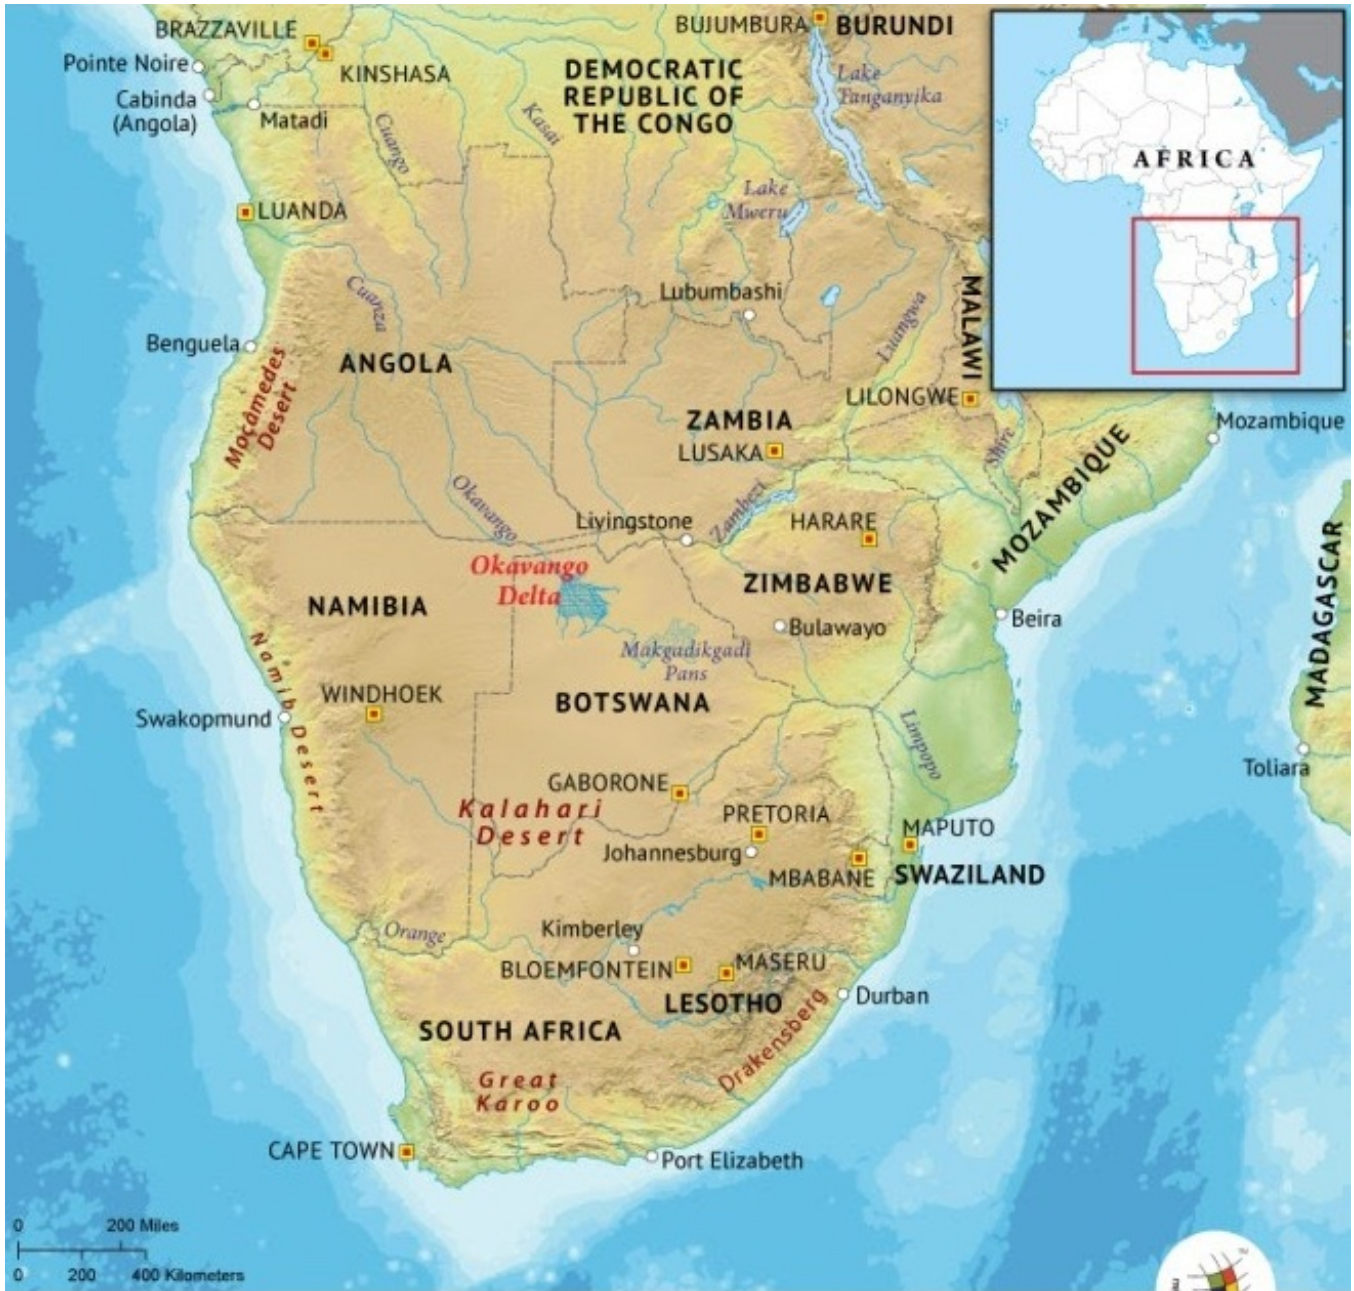 BRAZZAVILLE
BUJUMBURA
BURUNDI
Pointe Noire
KINSHASA
DEMOCRATIC
REPUBLIC OF
THE CONGO
Lake
Tanganyika
Cabinda
(Angola)
Matadi
Cuango
Kasai
AFRICA
Lake
Mweru
LUANDA
Cuanza
Lubumbashi
Luangwa
MALAWI
Benguela
ANGOLA
Moçâmedes
Desert
LILONGWE
ZAMBIA
LUSAKA
Shire
MOZAMBIQUE
Mozambique
Okavango
Livingstone
Zambezi
HARARE
Okavango
Delta
ZIMBABWE
NAMIBIA
Bulawayo
Beira
MADAGASCAR
Makgadikgadi
Pans
Namib Desert
WINDHOEK
BOTSWANA
Swakopmund
Limpopo
Toliara
GABORONE
Kalahari
Desert
PRETORIA
Johannesburg
MAPUTO
MBABANE
SWAZILAND
Orange
Kimberley
BLOEMFONTEIN
MASERU
LESOTHO
Durban
SOUTH AFRICA
Drakensberg
Great
Karoo
CAPE TOWN
Port Elizabeth
0 200 Miles
0 200 400 Kilometers